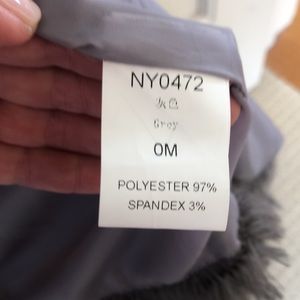 NY0472
灰色
Grey
0M
POLYESTER 97%
SPANDEX 3%